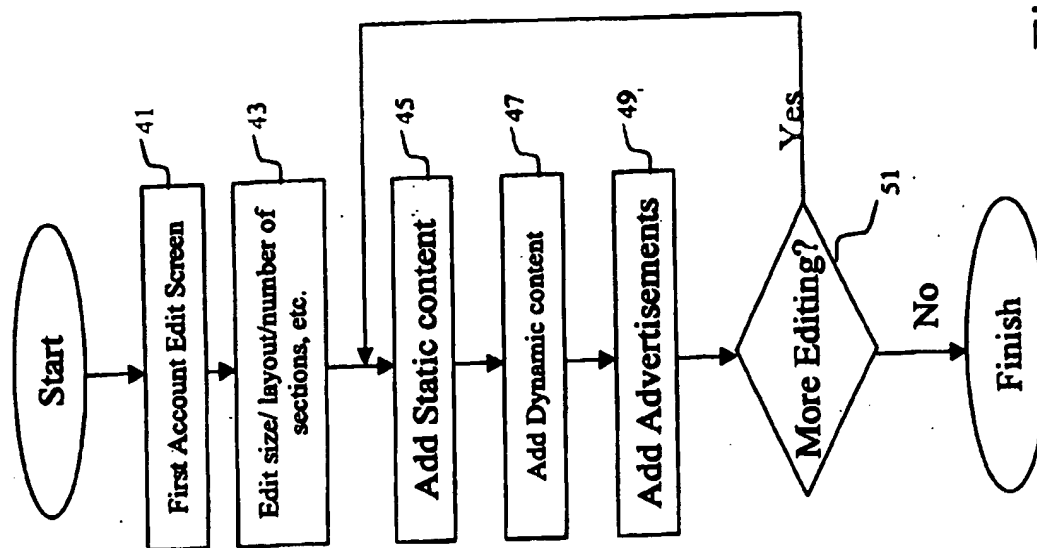 Start
41
First Account Edit Screen
43
Edit size/ layout/number of
sections, etc.
45
Add Static content
47
Add Dynamic content
49
Add Advertisements
51
More Editing?
Yes
No
Finish